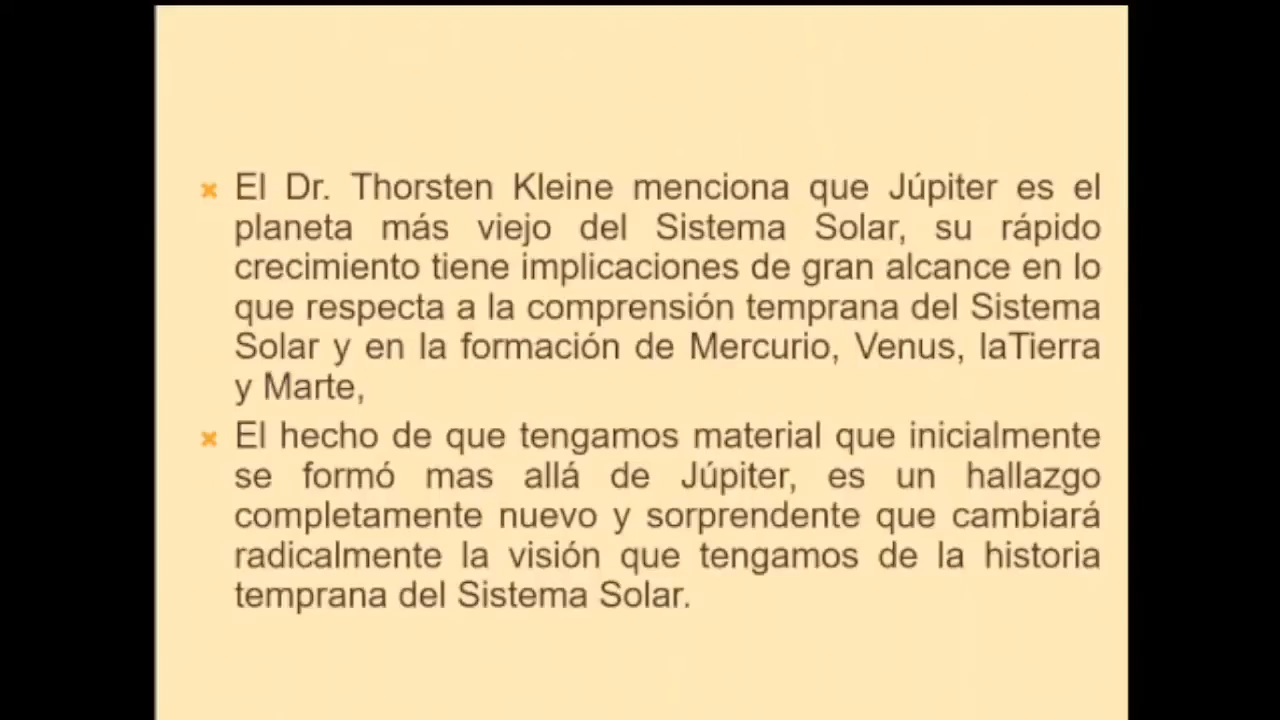 El Dr. Thorsten Kleine menciona que Júpiter es el
planeta más viejo del Sistema Solar, su rápido
crecimiento tiene implicaciones de gran alcance en lo
que respecta a la comprensión temprana del Sistema
Solar y en la formación de Mercurio, Venus, laTierra
y Marte,
El hecho de que tengamos material que inicialmente
se formó mas allá de Júpiter, es un hallazgo
completamente nuevo y sorprendente que cambiará
radicalmente la visión que tengamos de la historia
temprana del Sistema Solar.